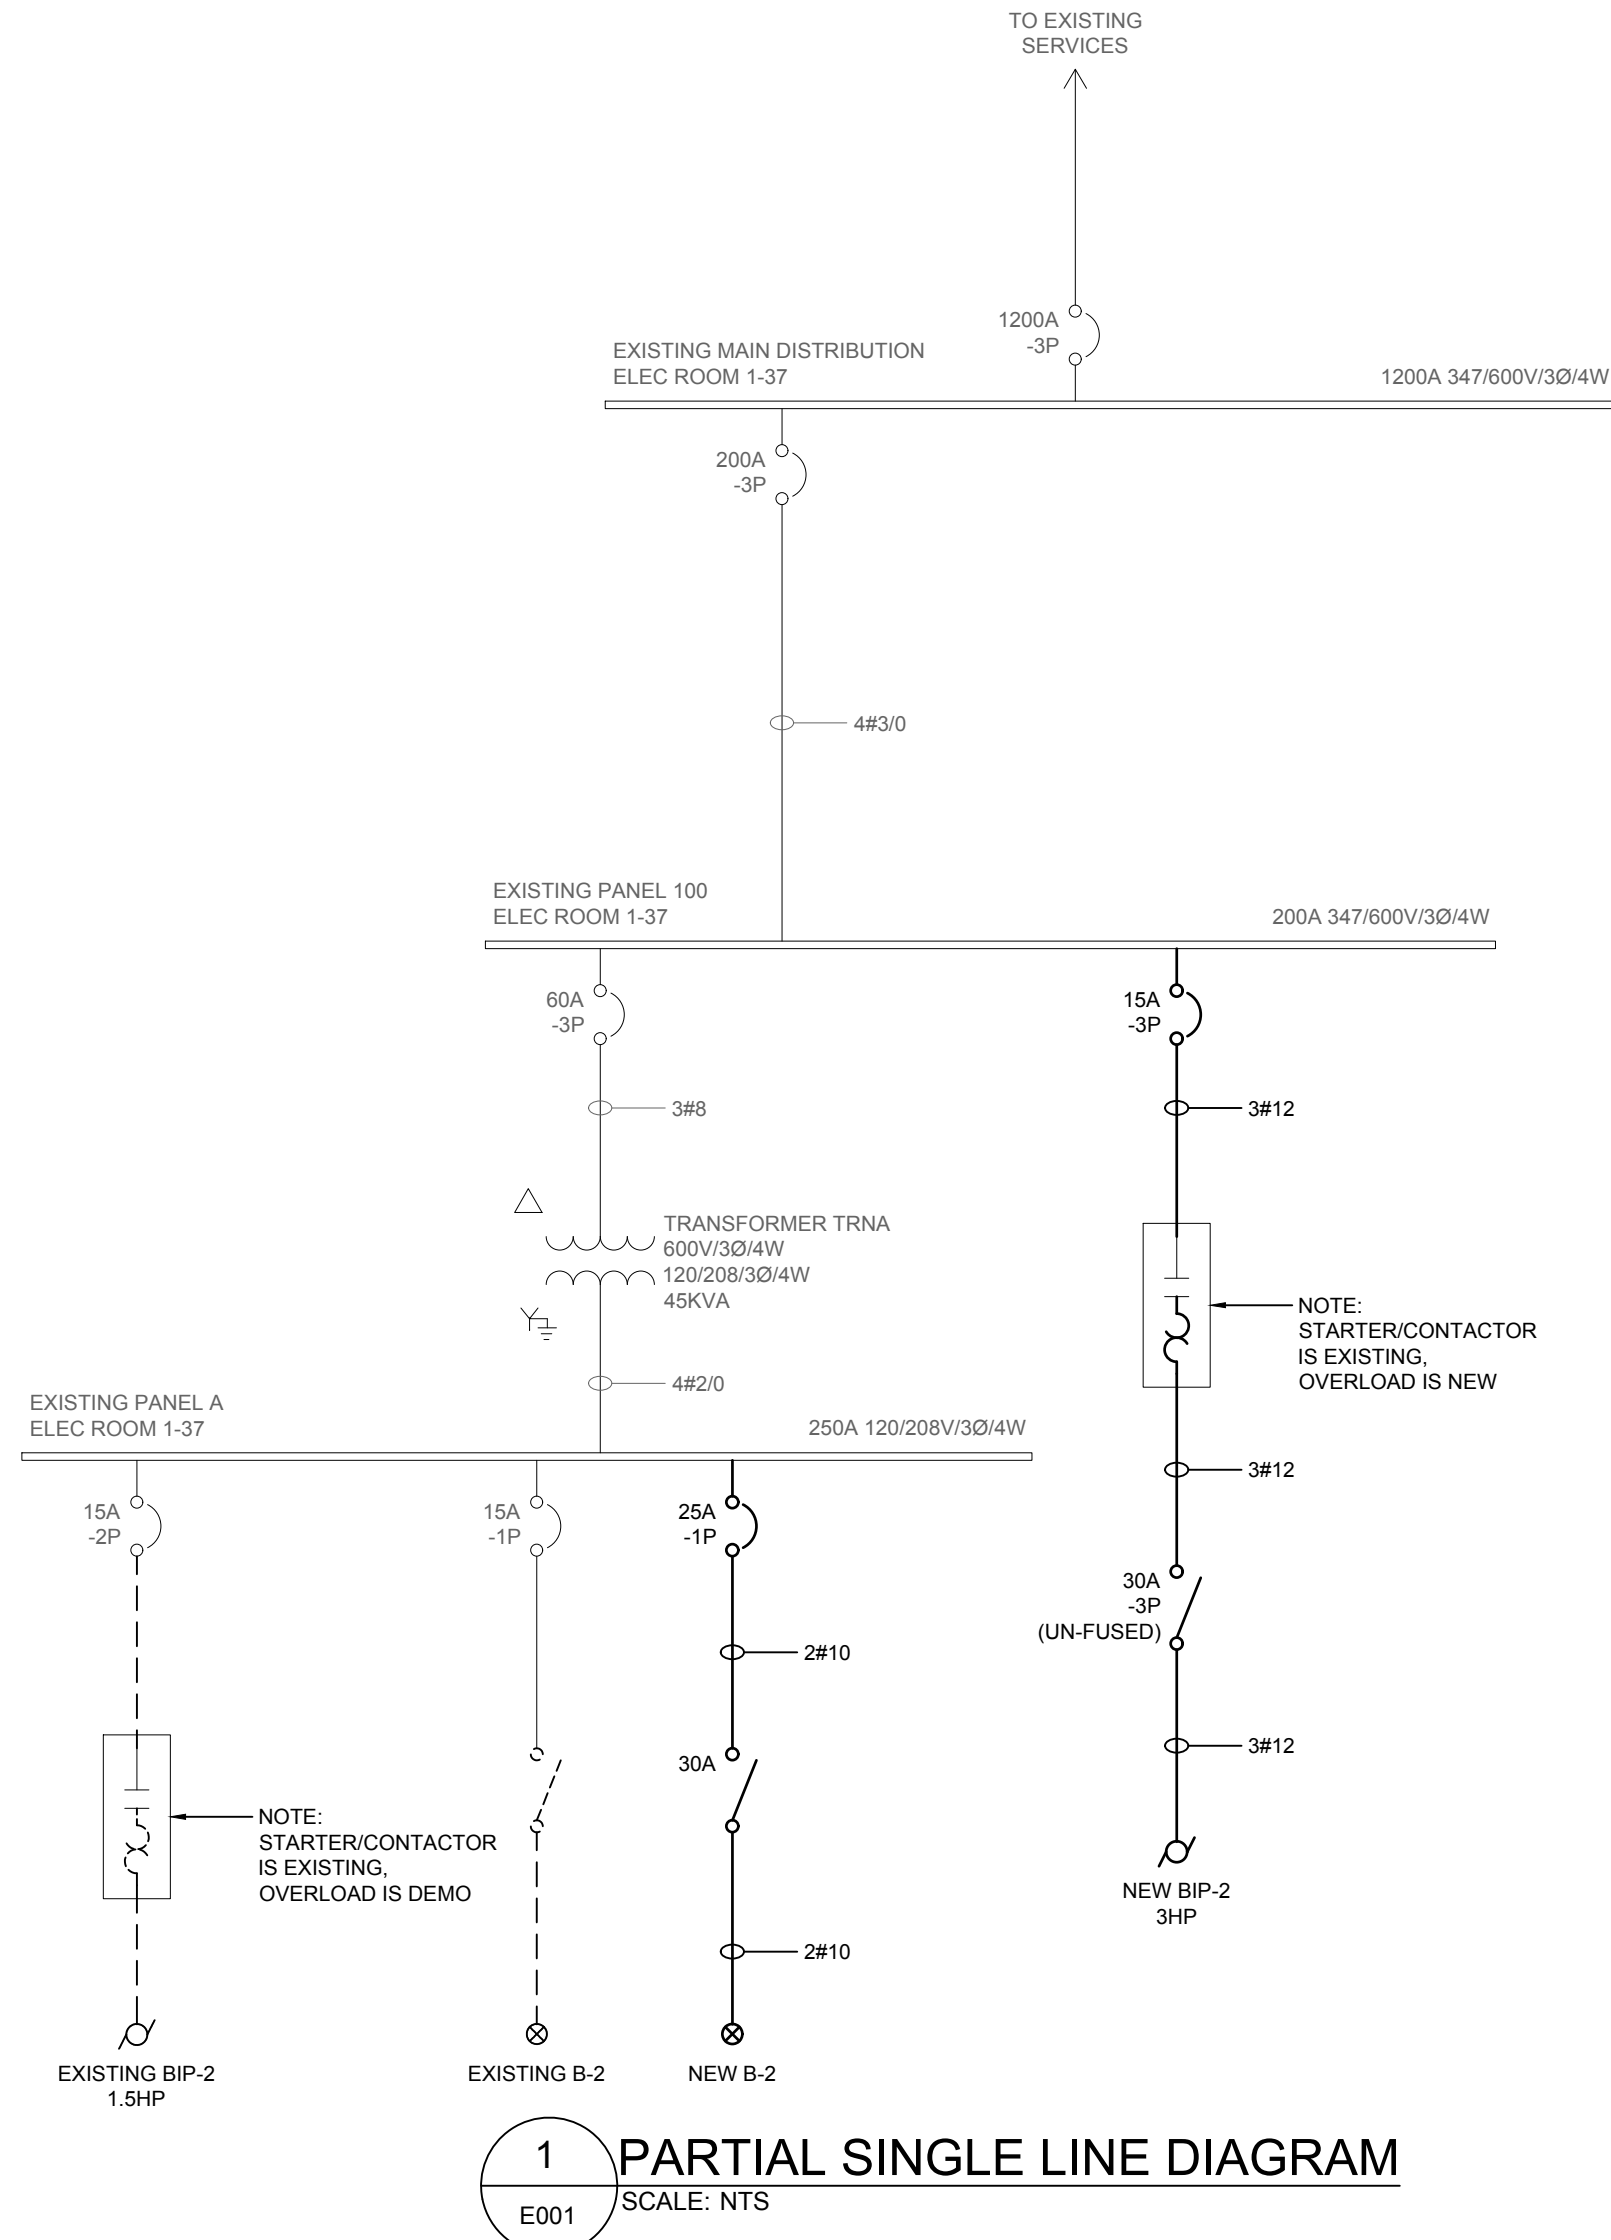 TO EXISTING
SERVICES
1200A
-3P
EXISTING MAIN DISTRIBUTION
ELEC ROOM 1-37
1200A 347/600V/3Ø/4W
200A
-3P
4#3/0
EXISTING PANEL 100
ELEC ROOM 1-37
200A 347/600V/3Ø/4W
60A
-3P
15A
-3P
3#8
3#12
TRANSFORMER TRNA
600V/3Ø/4W
120/208/3Ø/4W
45KVA
NOTE:
STARTER/CONTACTOR
IS EXISTING,
OVERLOAD IS NEW
4#2/0
EXISTING PANEL A
ELEC ROOM 1-37
250A 120/208V/3Ø/4W
3#12
15A
-2P
15A
-1P
25A
-1P
30A
-3P
(UN-FUSED)
2#10
3#12
30A
NOTE:
STARTER/CONTACTOR
IS EXISTING,
OVERLOAD IS DEMO
NEW BIP-2
3HP
2#10
EXISTING BIP-2
1.5HP
EXISTING B-2
NEW B-2
1
PARTIAL SINGLE LINE DIAGRAM
E001
SCALE: NTS